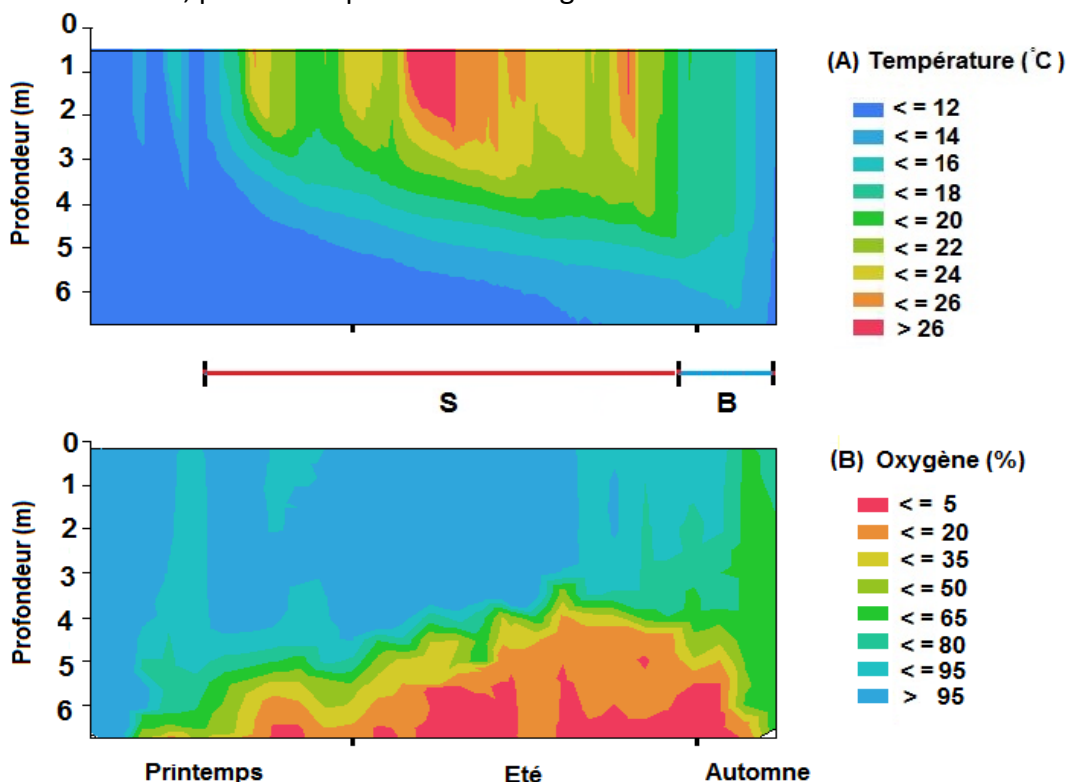 0
1
2
3
4
5
6
Profondeur (m)
(A) Température (°C)
< = 12
< = 14
< = 16
< = 18
< = 20
< = 22
< = 24
< = 26
> 26
S
B
0
1
2
3
4
5
6
Profondeur (m)
(B) Oxygène (%)
< = 5
< = 20
< = 35
< = 50
< = 65
< = 80
< = 95
> 95
Printemps Eté Automne